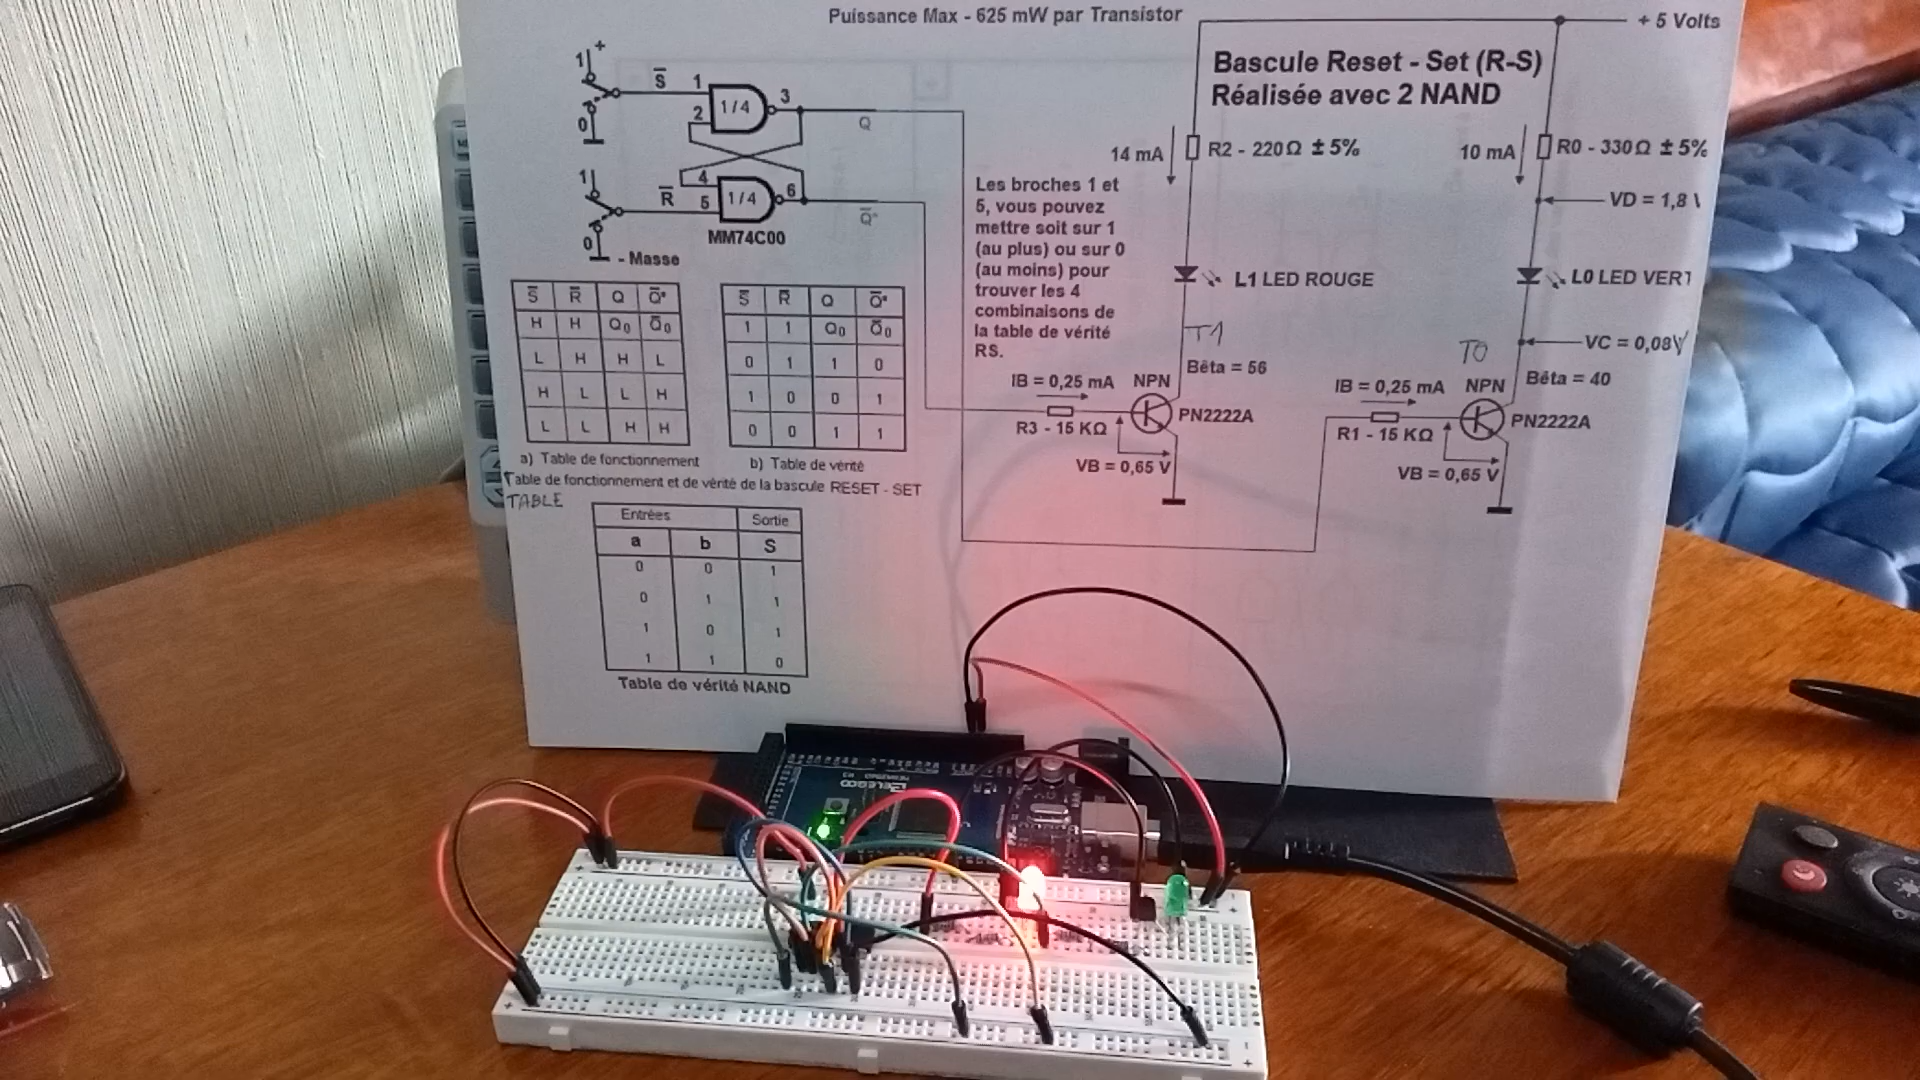 Puissance Max - 625 mW par Transistor
+ 5 Volts
Bascule Reset - Set (R-S)
Réalisée avec 2 NAND
1
+
S̅
1
2
1 / 4
3
Q
0
1
R̅
4
5
1 / 4
6
Q̅*
0
MM74C00
- Masse
14 mA
R2 - 220Ω ± 5%
10 mA
R0 - 330Ω ± 5%
VD = 1,8
Les broches 1 et
5, vous pouvez
mettre soit sur 1
(au plus) ou sur 0
(au moins) pour
trouver les 4
combinaisons de
la table de vérité
RS.
L1 LED ROUGE
L0 LED VERT
T1
T0
VC = 0,08V
Bêta = 56
Bêta = 40
IB = 0,25 mA
NPN
PN2222A
R3 - 15 KΩ
VB = 0,65 V
IB = 0,25 mA
NPN
PN2222A
R1 - 15 KΩ
VB = 0,65 V
S̅ R̅ Q Q̅*
H H Q₀ Q̅₀
L H H L
H L L H
L L H H
a) Table de fonctionnement
S̅ R̅ Q Q̅*
1 1 Q₀ Q̅₀
0 1 1 0
1 0 0 1
0 0 1 1
b) Table de vérité
Table de fonctionnement et de vérité de la bascule RESET - SET
TABLE
Entrées Sortie
a b S
0 0 1
0 1 1
1 0 1
1 1 0
Table de vérité NAND
ELEGOO